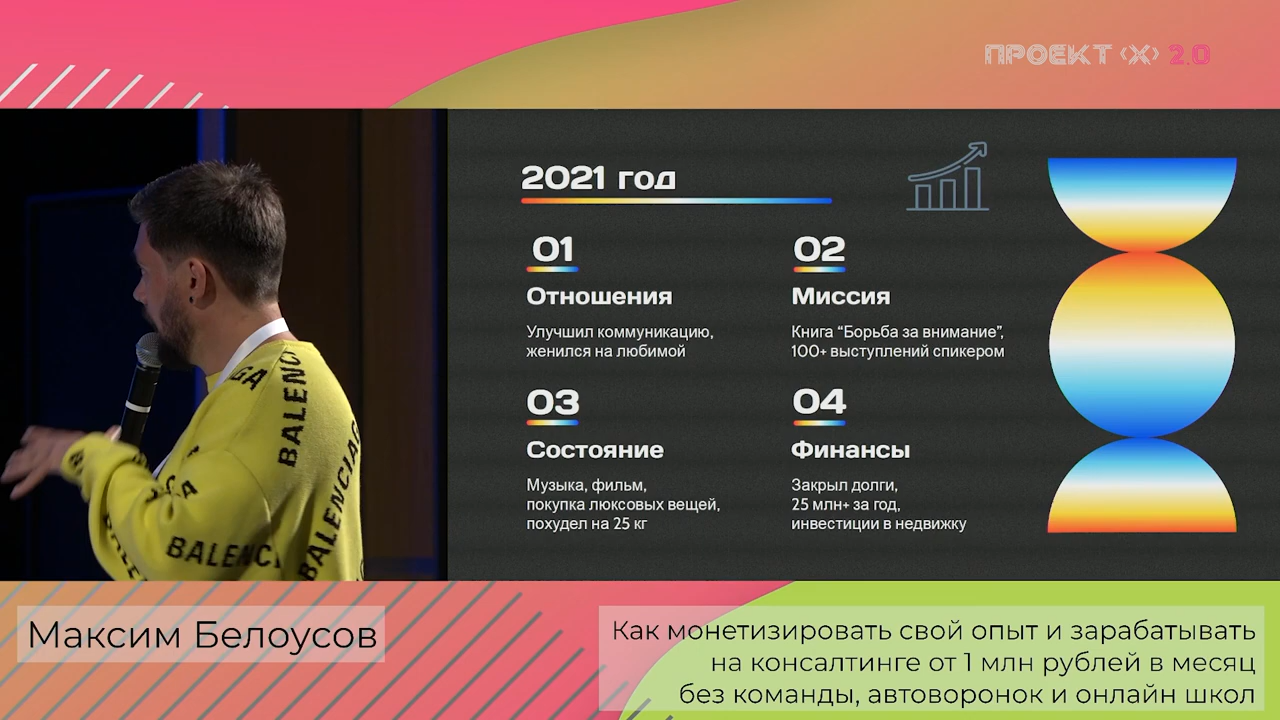 ПРОЕКТ ‹X› 2.0
2021 год
01
Отношения
Улучшил коммуникацию,
женился на любимой
02
Миссия
Книга “Борьба за внимание”,
100+ выступлений спикером
03
Состояние
Музыка, фильм,
покупка люксовых вещей,
похудел на 25 кг
04
Финансы
Закрыл долги,
25 млн+ за год,
инвестиции в недвижку
BALENCIAGA
BALENCI
Максим Белоусов
Как монетизировать свой опыт и зарабатывать
на консалтинге от 1 млн рублей в месяц
без команды, автоворонок и онлайн школ